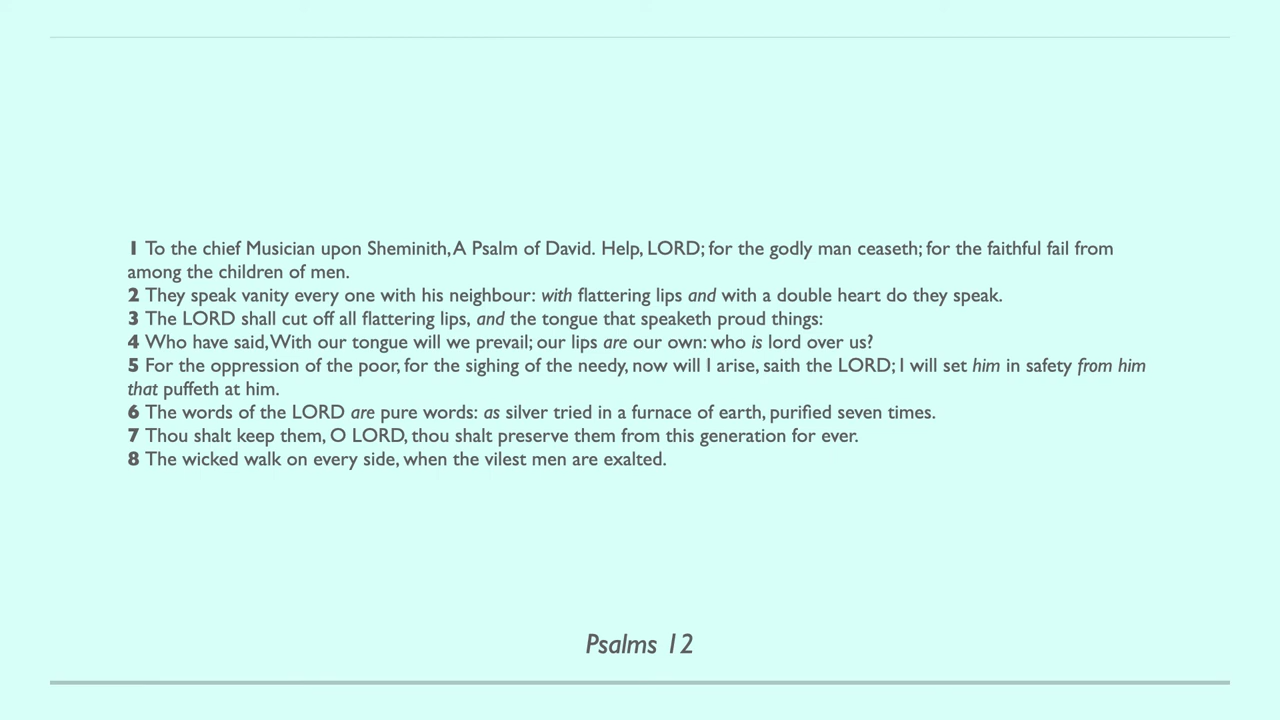 1 To the chief Musician upon Sheminith, A Psalm of David. Help, LORD; for the godly man ceaseth; for the faithful fail from
among the children of men.
2 They speak vanity every one with his neighbour: with flattering lips and with a double heart do they speak.
3 The LORD shall cut off all flattering lips, and the tongue that speaketh proud things:
4 Who have said, With our tongue will we prevail; our lips are our own: who is lord over us?
5 For the oppression of the poor, for the sighing of the needy, now will I arise, saith the LORD; I will set him in safety from him
that puffeth at him.
6 The words of the LORD are pure words: as silver tried in a furnace of earth, purified seven times.
7 Thou shalt keep them, O LORD, thou shalt preserve them from this generation for ever.
8 The wicked walk on every side, when the vilest men are exalted.
Psalms 12